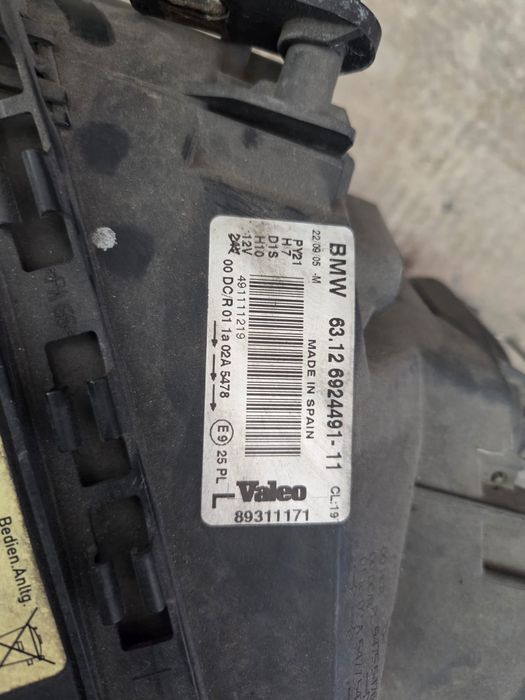 BMW 63.12 6924491-11
22/09/05 -M
MADE IN SPAIN
CL:19
PY21
H7
D1S
H10
12V
24V
491111219
00 DC/R 01 1a 02A 5478
E9 25 PL
L
Valeo
89311171
Bedien.Anltg.